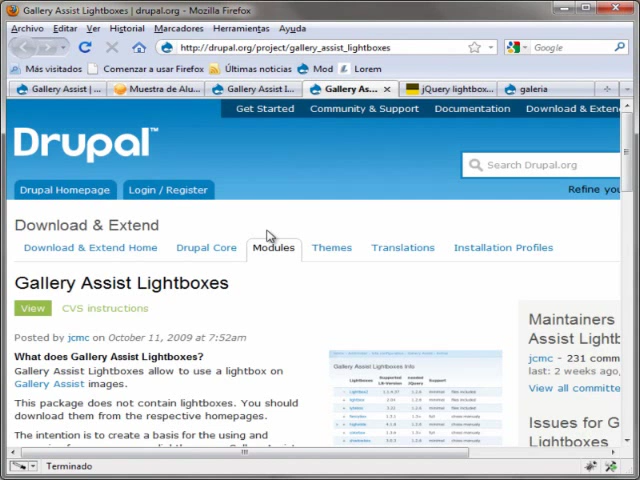 Gallery Assist Lightboxes | drupal.org - Mozilla Firefox
Archivo Editar Ver Historial Marcadores Herramientas Ayuda
http://drupal.org/project/gallery_assist_lightboxes
Google
Más visitados Comenzar a usar Firefox Últimas noticias Mod Lorem
Gallery Assist | ... Muestra de Alu... Gallery Assist I... Gallery As... jQuery lightbox... galeria
Get Started Community & Support Documentation Download & Exten
Drupal™
Search Drupal.org
Drupal Homepage Login / Register
Refine you
Download & Extend
Download & Extend Home Drupal Core Modules Themes Translations Installation Profiles
Gallery Assist Lightboxes
View CVS instructions
Posted by jcmc on October 11, 2009 at 7:52am
What does Gallery Assist Lightboxes?
Gallery Assist Lightboxes allow to use a lightbox on
Gallery Assist images.
This package does not contain lightboxes. You should
download them from the respective homepages.
The intention is to create a basis for the using and
Gallery Assist Lightboxes Info
Maintainers
Assist Lightb
jcmc - 231 comm
last: 2 weeks ago,
View all committe
Issues for G
Lightboxes
Terminado